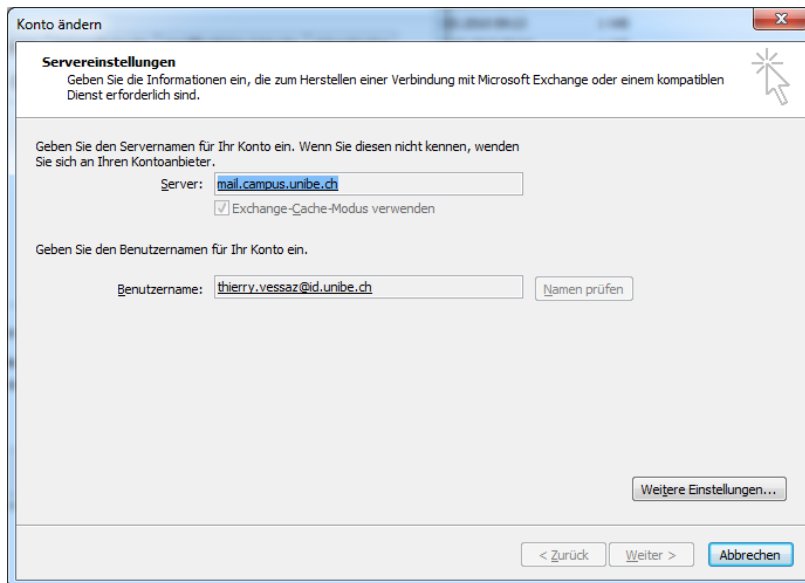 Konto ändern
Servereinstellungen
Geben Sie die Informationen ein, die zum Herstellen einer Verbindung mit Microsoft Exchange oder einem kompatiblen
Dienst erforderlich sind.
Geben Sie den Servernamen für Ihr Konto ein. Wenn Sie diesen nicht kennen, wenden
Sie sich an Ihren Kontoanbieter.
Server: mail.campus.unibe.ch
Exchange-Cache-Modus verwenden
Geben Sie den Benutzernamen für Ihr Konto ein.
Benutzername: thierry.vessaz@id.unibe.ch Namen prüfen
Weitere Einstellungen...
< Zurück Weiter > Abbrechen